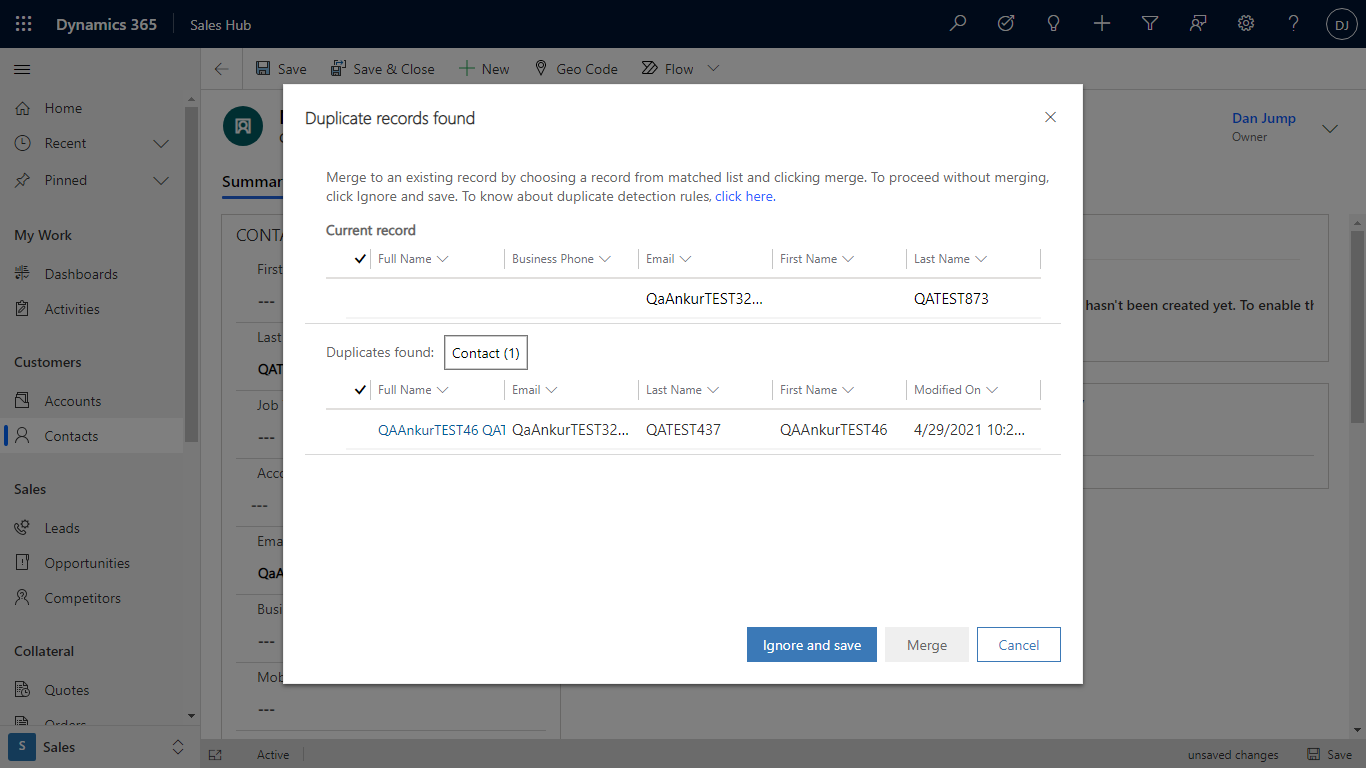 Dynamics 365
Sales Hub
DJ
Save
Save & Close
New
Geo Code
Flow
Home
Recent
Pinned
My Work
Dashboards
Activities
Customers
Accounts
Contacts
Sales
Leads
Opportunities
Competitors
Collateral
Quotes
Orders
S
Sales
Dan Jump
Owner
Summar
CONTA
First
---
Last
QAT
Job
---
Acco
---
Ema
QaA
Busi
---
Mob
---
hasn't been created yet. To enable th
Duplicate records found
Merge to an existing record by choosing a record from matched list and clicking merge. To proceed without merging,
click Ignore and save. To know about duplicate detection rules, click here.
Current record
Full Name Business Phone Email First Name Last Name
QaAnkurTEST32... QATEST873
Duplicates found: Contact (1)
Full Name Email Last Name First Name Modified On
QAAnkurTEST46 QAT QaAnkurTEST32... QATEST437 QAAnkurTEST46 4/29/2021 10:2...
Ignore and save Merge Cancel
Active
unsaved changes
Save